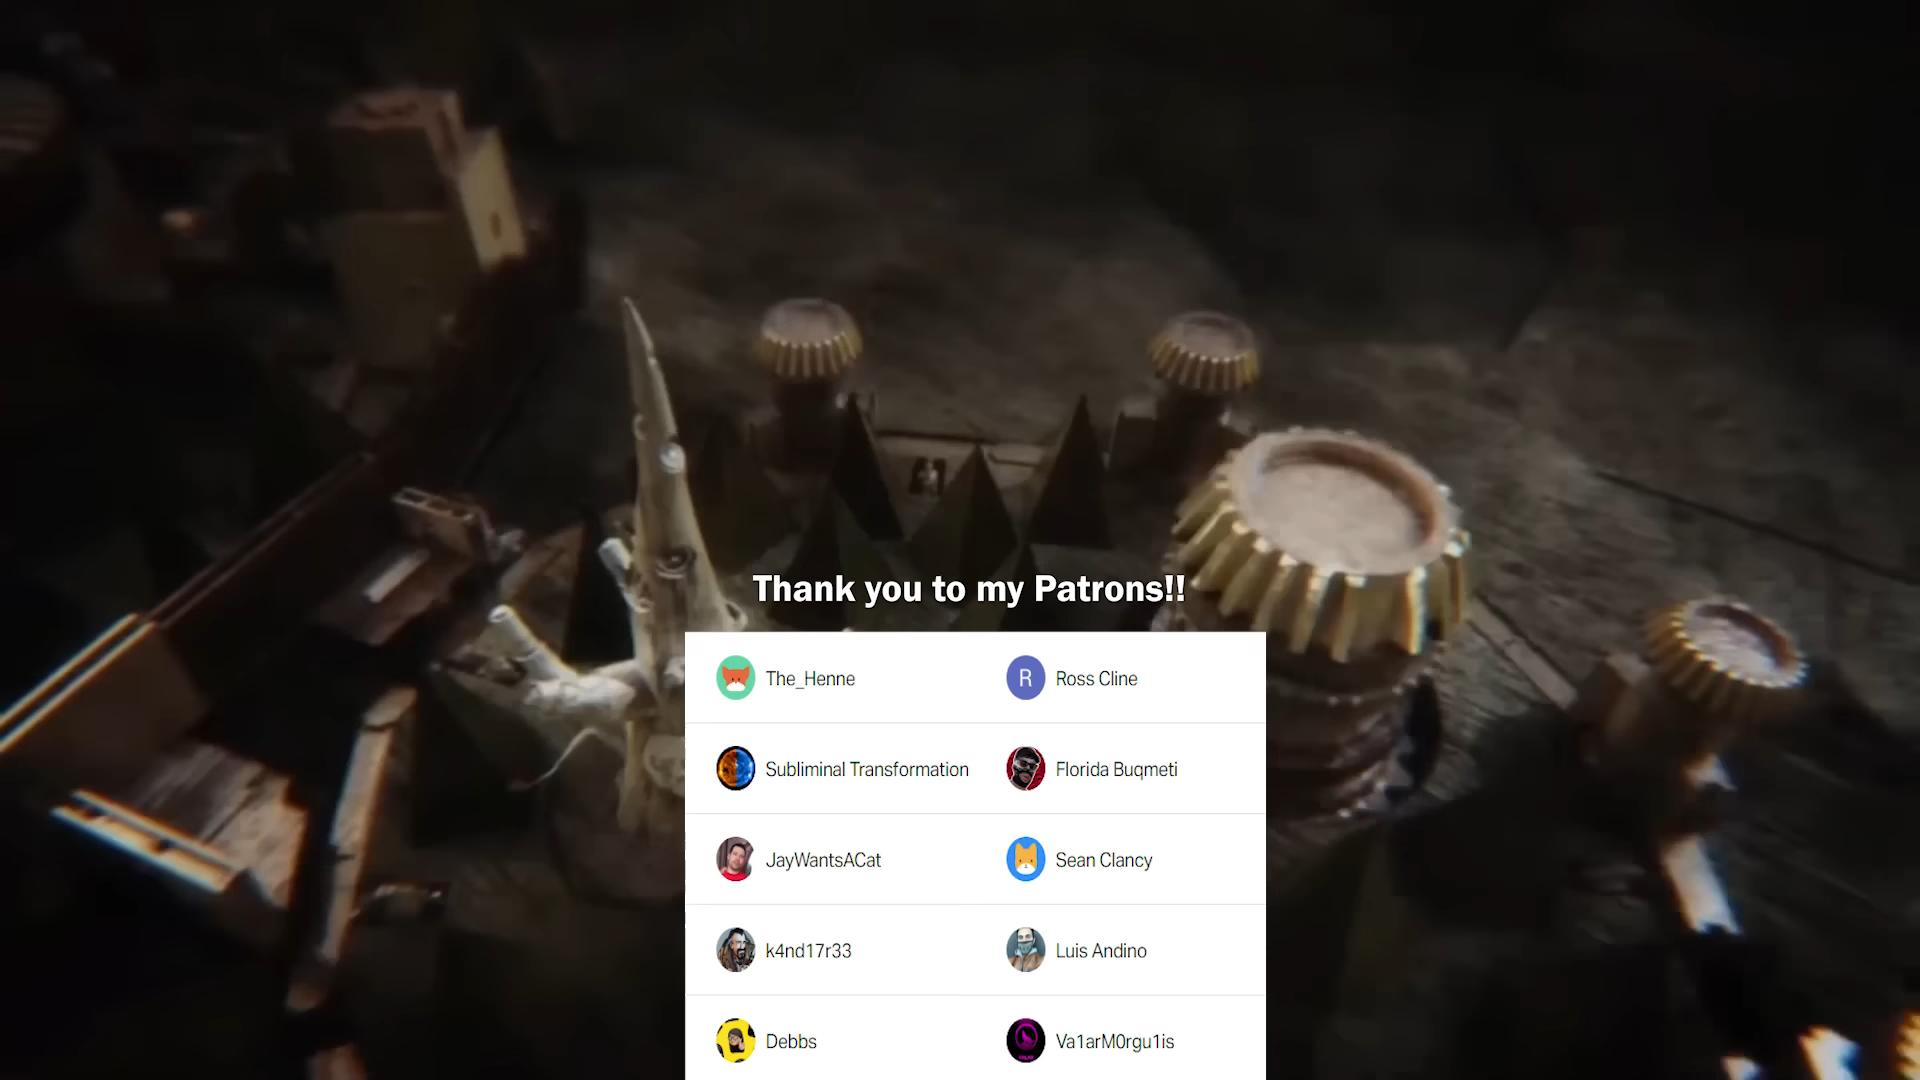 Thank you to my Patrons!!
The_Henne
R
Ross Cline
Subliminal Transformation
Florida Buqmeti
JayWantsACat
Sean Clancy
k4nd17r33
Luis Andino
Debbs
Va1arM0rgu1is